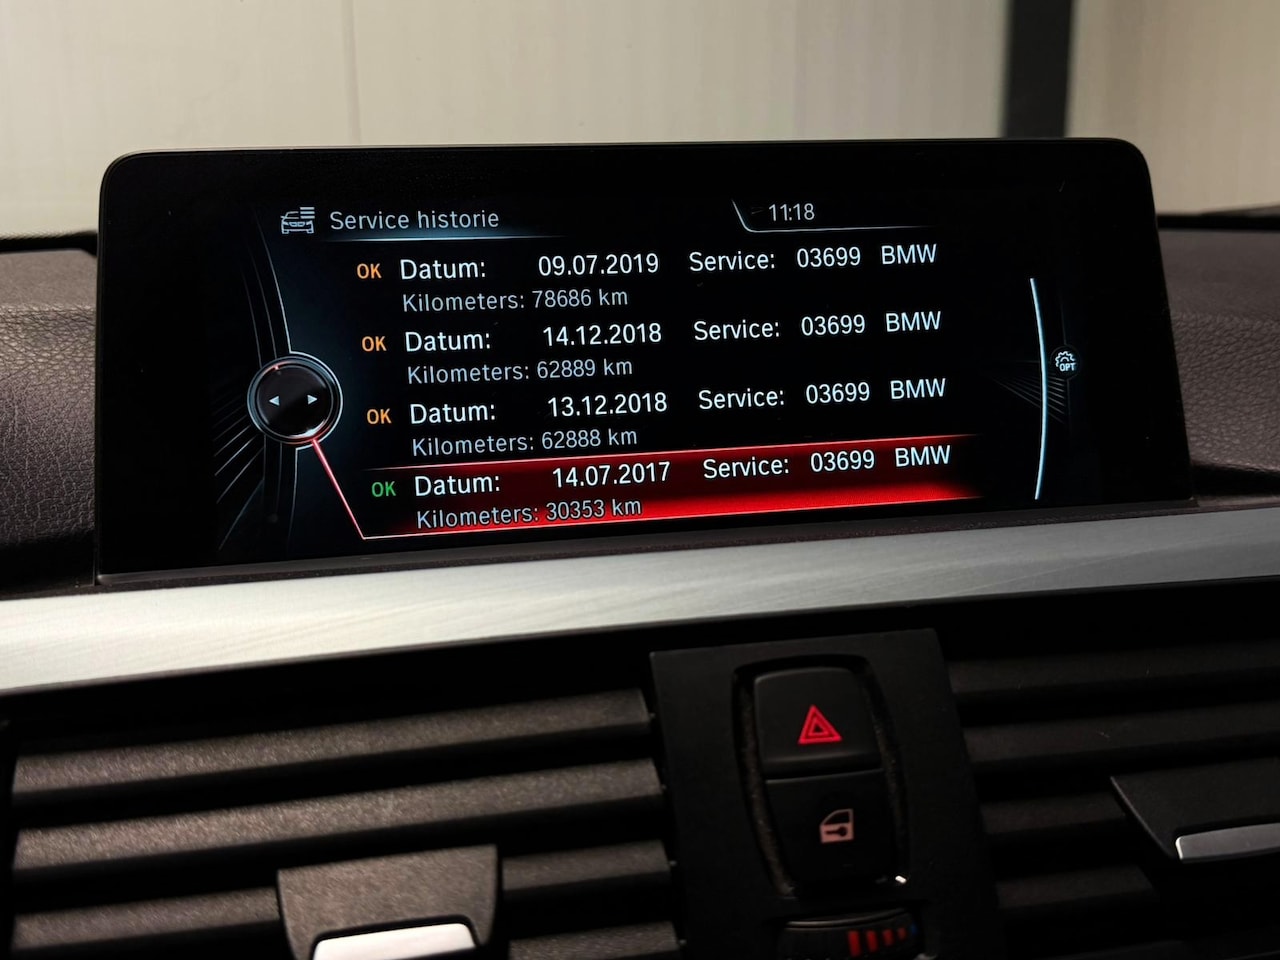 Service historie 11:18
OK Datum: 09.07.2019 Service: 03699 BMW
Kilometers: 78686 km
OK Datum: 14.12.2018 Service: 03699 BMW
Kilometers: 62889 km
OK Datum: 13.12.2018 Service: 03699 BMW
Kilometers: 62888 km
OK Datum: 14.07.2017 Service: 03699 BMW
Kilometers: 30353 km
OPT